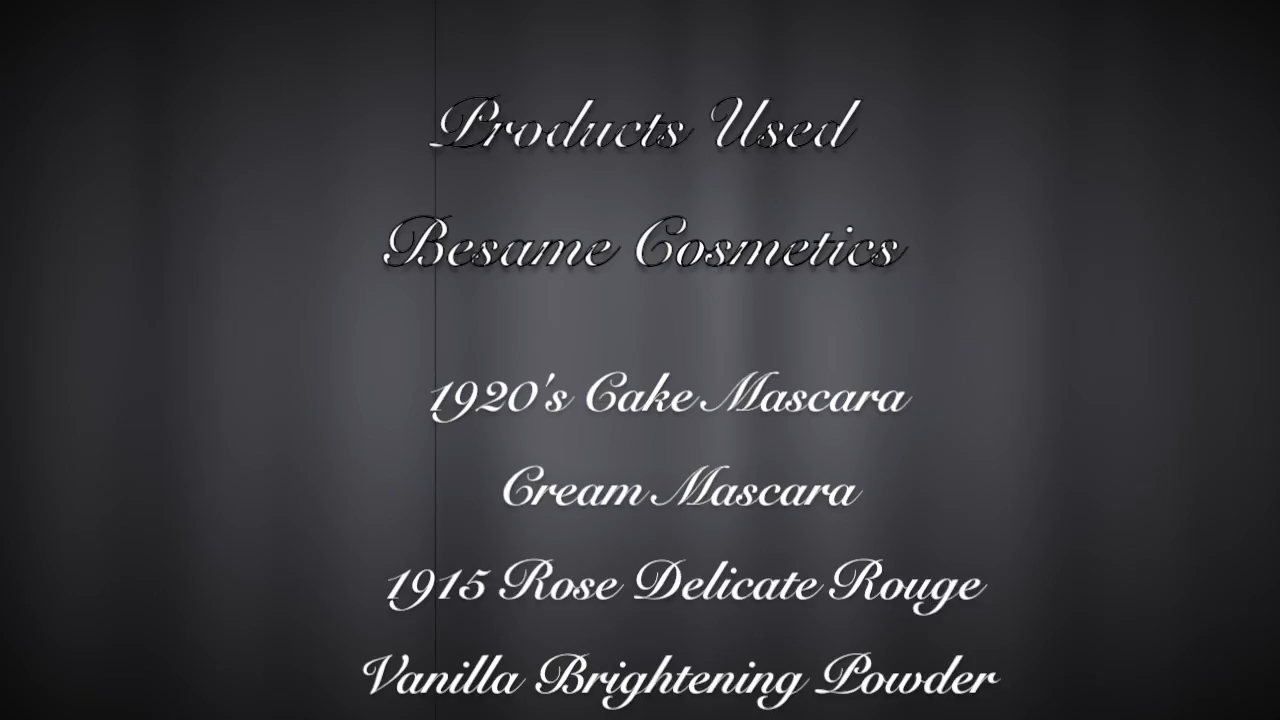 Products Used
Besame Cosmetics
1920's Cake Mascara
Cream Mascara
1915 Rose Delicate Rouge
Vanilla Brightening Powder